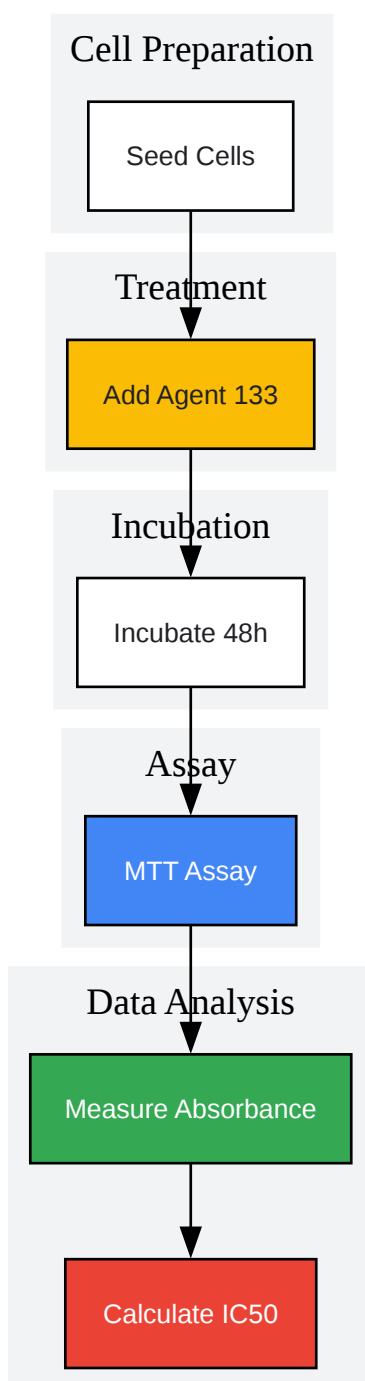 Cell Preparation
Seed Cells
Treatment
Add Agent 133
Incubation
Incubate 48h
Assay
MTT Assay
Data Analysis
Measure Absorbance
Calculate IC50